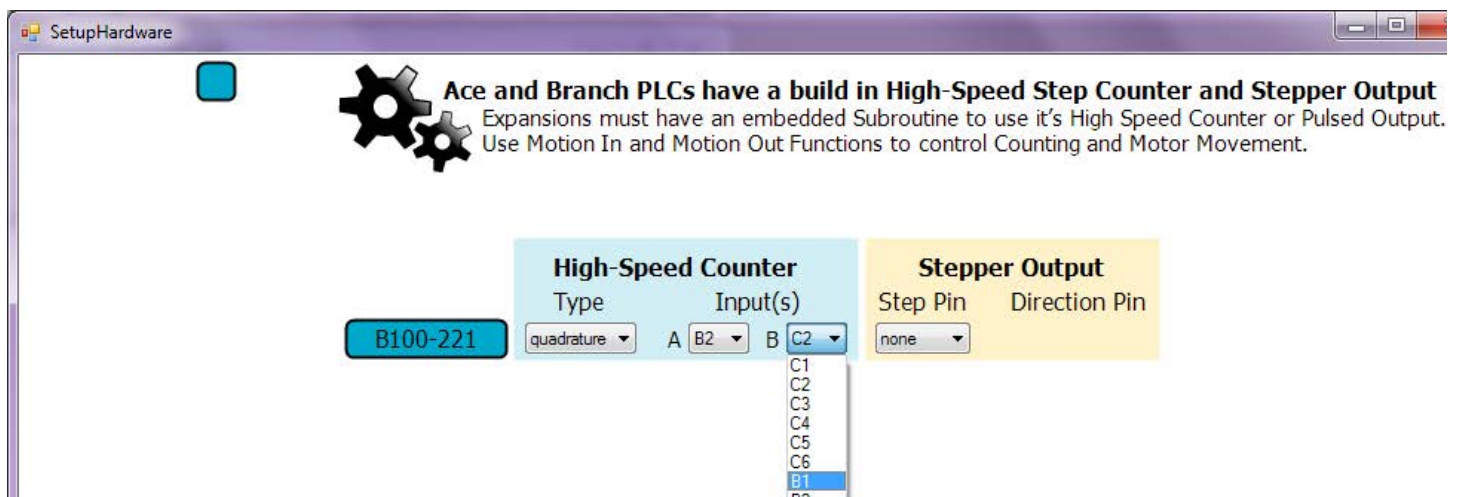 SetupHardware
Ace and Branch PLCs have a build in High-Speed Step Counter and Stepper Output
Expansions must have an embedded Subroutine to use it's High Speed Counter or Pulsed Output.
Use Motion In and Motion Out Functions to control Counting and Motor Movement.
High-Speed Counter Stepper Output
Type Input(s) Step Pin Direction Pin
B100-221 quadrature A B2 B C2 none
C1
C2
C3
C4
C5
C6
B1